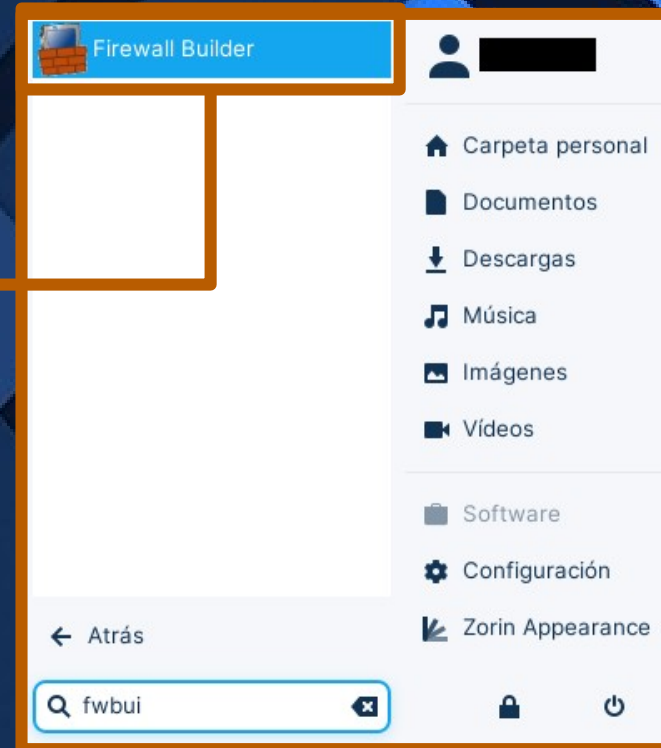 Firewall Builder
Carpeta personal
Documentos
Descargas
Música
Imágenes
Vídeos
Software
Configuración
Zorin Appearance
Atrás
fwbui